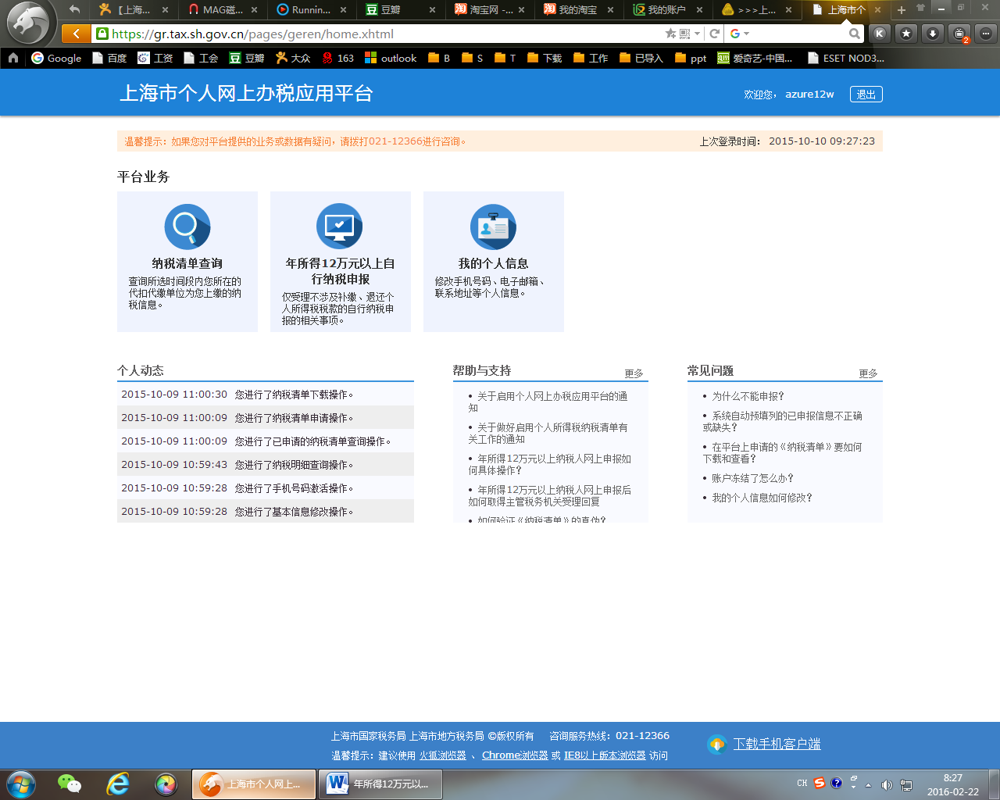 【上海...
MAG磁...
Runnin...
豆瓣
淘宝网 -...
我的淘宝
我的账户
>>>上...
上海市个
https://gr.tax.sh.gov.cn/pages/geren/home.xhtml
Google 百度 工资 工会 豆瓣 大众 163 outlook B S T 下载 工作 已导入 ppt 爱奇艺-中国... ESET NOD3...
上海市个人网上办税应用平台
欢迎您， azure12w 退出
温馨提示：如果您对平台提供的业务或数据有疑问，请拨打021-12366进行咨询。
上次登录时间： 2015-10-10 09:27:23
平台业务
纳税清单查询
查询所选时间段内您所在的
代扣代缴单位为您上缴的纳
税信息。
年所得12万元以上自
行纳税申报
仅受理不涉及补缴、退还个
人所得税税款的自行纳税申
报的相关事项。
我的个人信息
修改手机号码、电子邮箱、
联系地址等个人信息。
个人动态
2015-10-09 11:00:30 您进行了纳税清单下载操作。
2015-10-09 11:00:09 您进行了纳税清单申请操作。
2015-10-09 11:00:09 您进行了已申请的纳税清单查询操作。
2015-10-09 10:59:43 您进行了纳税明细查询操作。
2015-10-09 10:59:28 您进行了手机号码激活操作。
2015-10-09 10:59:28 您进行了基本信息修改操作。
帮助与支持 更多
• 关于启用个人网上办税应用平台的通
知
• 关于做好启用个人所得税纳税清单有
关工作的通知
• 年所得12万元以上纳税人网上申报如
何具体操作？
• 年所得12万元以上纳税人网上申报后
如何取得主管税务机关受理回复
• 如何验证《纳税清单》的真伪？
常见问题 更多
• 为什么不能申报？
• 系统自动预填列的已申报信息不正确
或缺失？
• 在平台上申请的《纳税清单》要如何
下载和查看？
• 账户冻结了怎么办？
• 我的个人信息如何修改？
上海市国家税务局 上海市地方税务局 ©版权所有 咨询服务热线：021-12366
温馨提示：建议使用 火狐浏览器 、 Chrome浏览器 或 IE8以上版本浏览器 访问
下载手机客户端
上海市个人网上...
年所得12万元以...
CH
8:27
2016-02-22